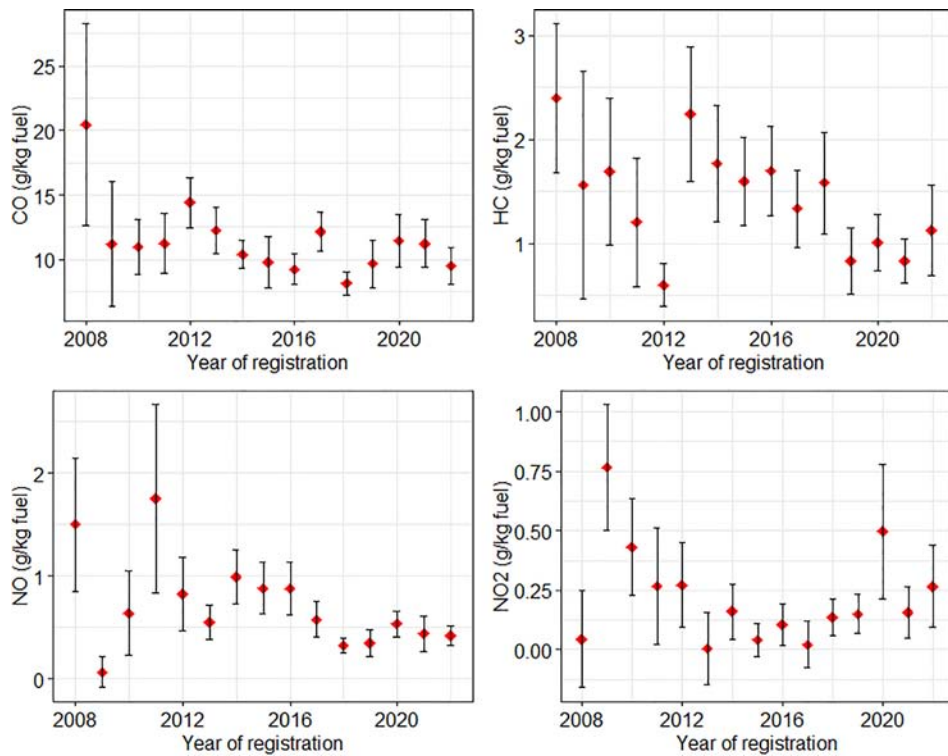 CO (g/kg fuel)
25
20
15
10
2008 2012 2016 2020
Year of registration
HC (g/kg fuel)
3
2
1
2008 2012 2016 2020
Year of registration
NO (g/kg fuel)
2
1
0
2008 2012 2016 2020
Year of registration
NO2 (g/kg fuel)
1.00
0.75
0.50
0.25
0.00
2008 2012 2016 2020
Year of registration